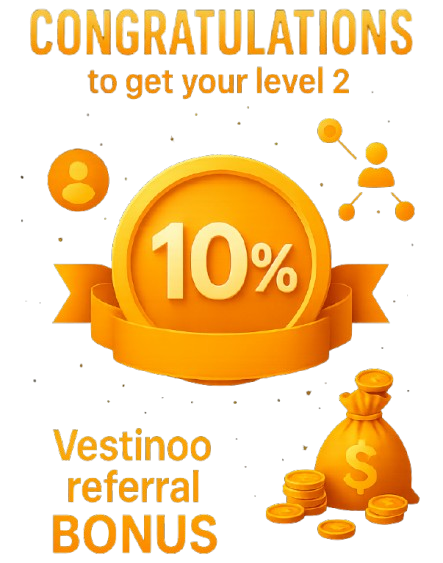 CONGRATULATIONS
to get your level 2
10%
$
Vestinoo
referral
BONUS